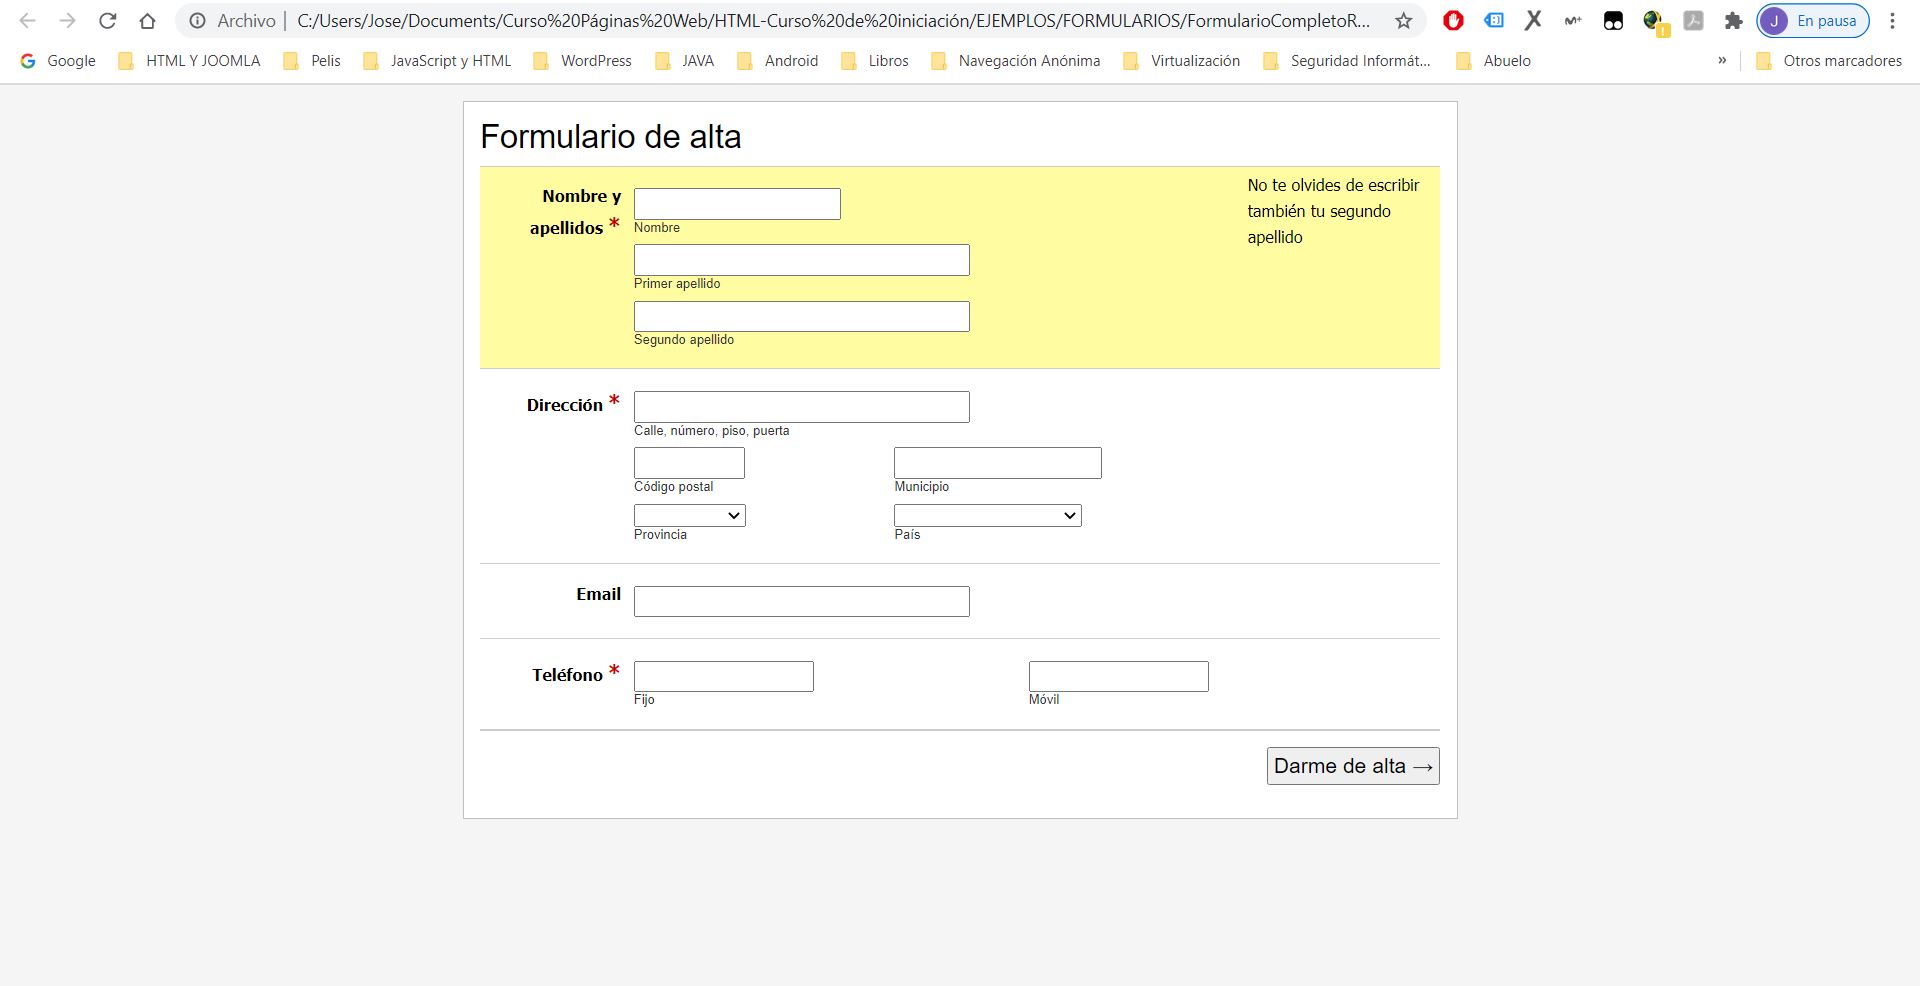 Archivo | C:/Users/Jose/Documents/Curso%20Páginas%20Web/HTML-Curso%20de%20iniciación/EJEMPLOS/FORMULARIOS/FormularioCompletoR...
J En pausa
Google HTML Y JOOMLA Pelis JavaScript y HTML WordPress JAVA Android Libros Navegación Anónima Virtualización Seguridad Informát... Abuelo » Otros marcadores
Formulario de alta
Nombre y
apellidos *
Nombre
Primer apellido
Segundo apellido
No te olvides de escribir
también tu segundo
apellido
Dirección *
Calle, número, piso, puerta
Código postal Municipio
Provincia País
Email
Teléfono *
Fijo Móvil
Darme de alta →